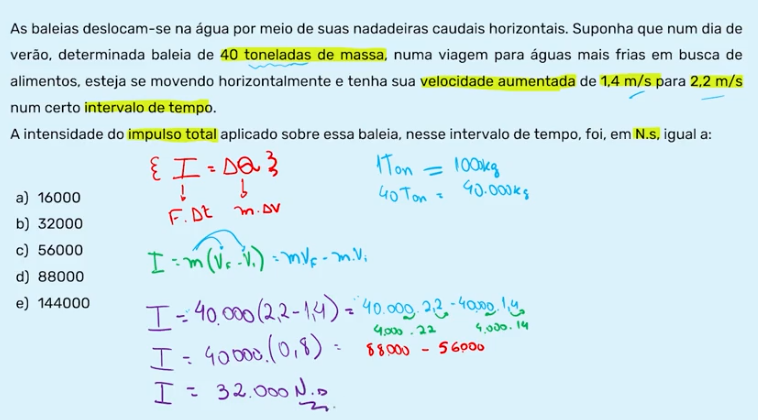 As baleias deslocam-se na água por meio de suas nadadeiras caudais horizontais. Suponha que num dia de
verão, determinada baleia de 40 toneladas de massa, numa viagem para águas mais frias em busca de
alimentos, esteja se movendo horizontalmente e tenha sua velocidade aumentada de 1,4 m/s para 2,2 m/s
num certo intervalo de tempo.
A intensidade do impulso total aplicado sobre essa baleia, nesse intervalo de tempo, foi, em N.s, igual a:
{ I = ΔQ }
F.Δt m.ΔV
1Ton = 1000kg
40Ton = 40.000kg
a) 16000
b) 32000
c) 56000
d) 88000
e) 144000
I = m(VF - Vi) = mVF - m.Vi
I = 40.000(2,2 - 1,4) = 40.000.2,2 - 40.000.1,4
4.000.22 4.000.14
I = 40000.(0,8) = 88000 - 56000
I = 32.000 N.s